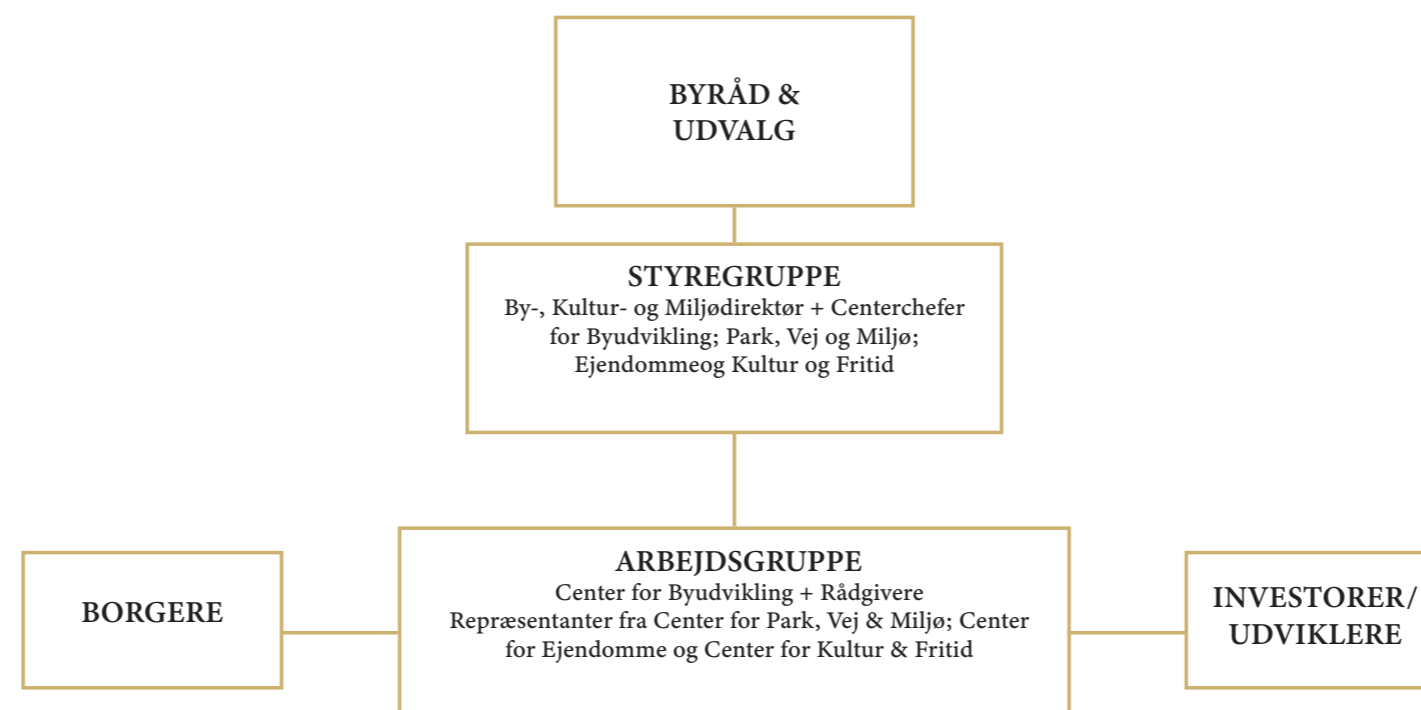 BYRÅD &
UDVALG
STYREGRUPPE
By-, Kultur- og Miljødirektør + Centerchefer
for Byudvikling; Park, Vej og Miljø;
Ejendommeog Kultur og Fritid
BORGERE
ARBEJDSGRUPPE
Center for Byudvikling + Rådgivere
Repræsentanter fra Center for Park, Vej & Miljø; Center
for Ejendomme og Center for Kultur & Fritid
INVESTORER/
UDVIKLERE